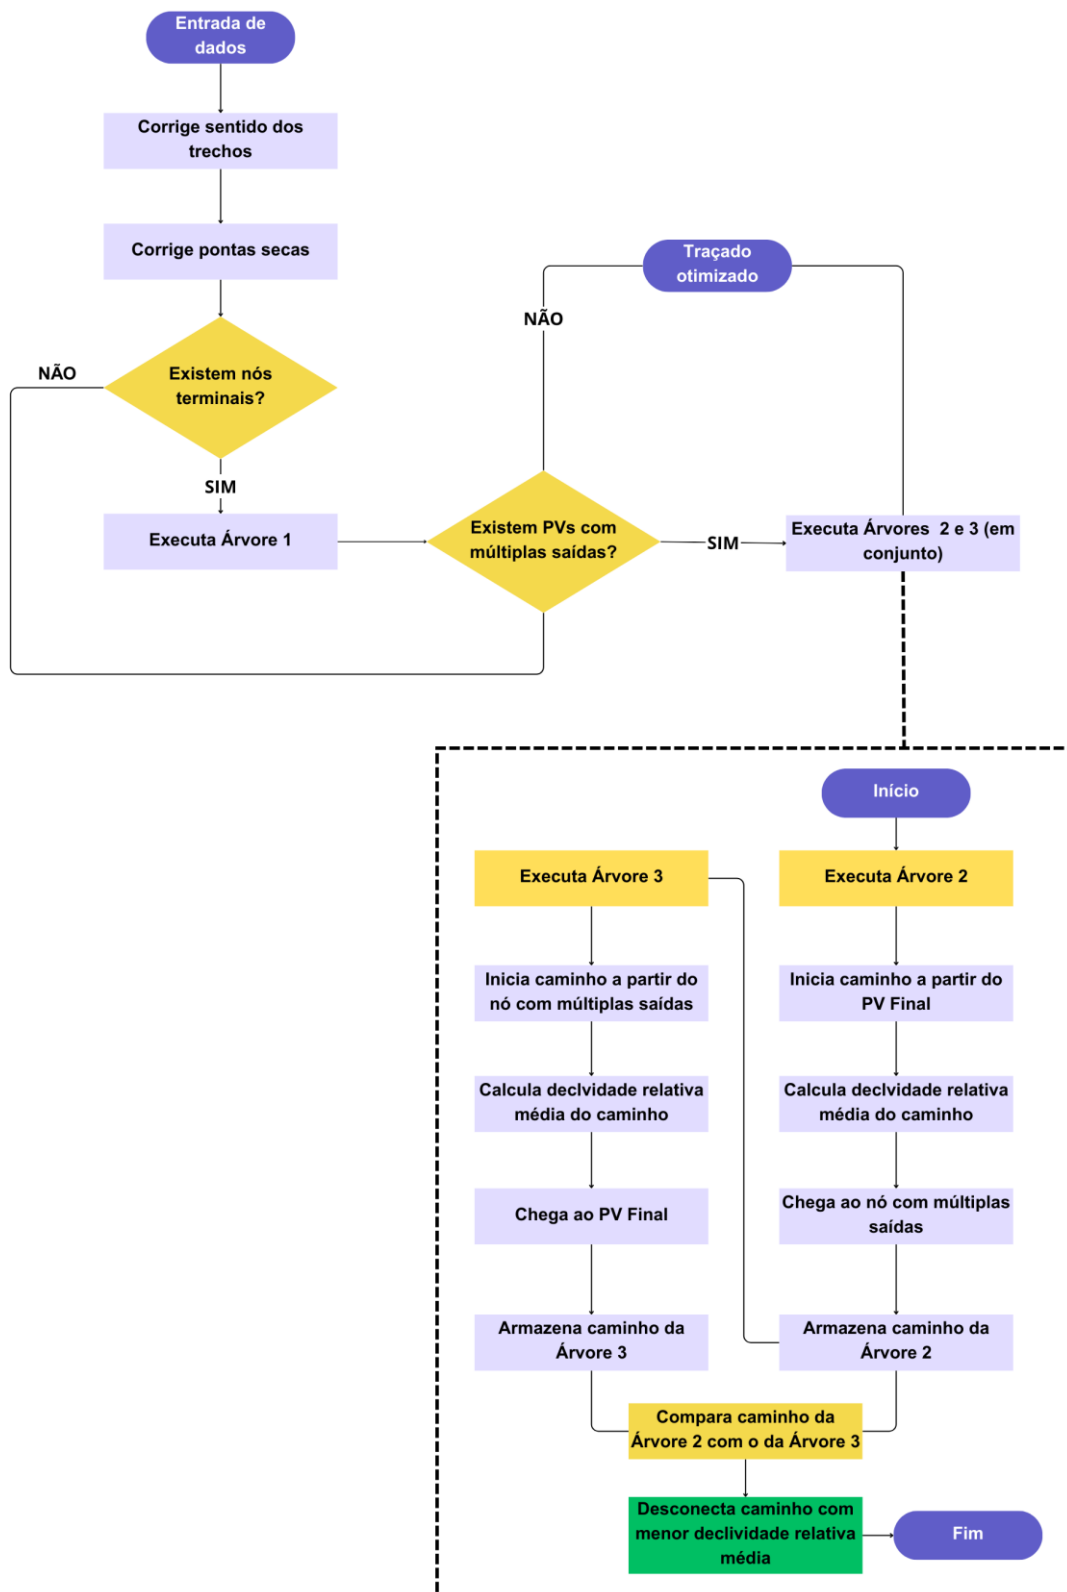 Entrada de
dados
Corrige sentido dos
trechos
Corrige pontas secas
Existem nós
terminais?
NÃO
SIM
Executa Árvore 1
Existem PVs com
múltiplas saídas?
NÃO
Traçado
otimizado
SIM
Executa Árvores 2 e 3 (em
conjunto)
Início
Executa Árvore 2
Inicia caminho a partir do
PV Final
Calcula declvidade relativa
média do caminho
Chega ao nó com múltiplas
saídas
Armazena caminho da
Árvore 2
Executa Árvore 3
Inicia caminho a partir do
nó com múltiplas saídas
Calcula declvidade relativa
média do caminho
Chega ao PV Final
Armazena caminho da
Árvore 3
Compara caminho da
Árvore 2 com o da Árvore 3
Desconecta caminho com
menor declividade relativa
média
Fim